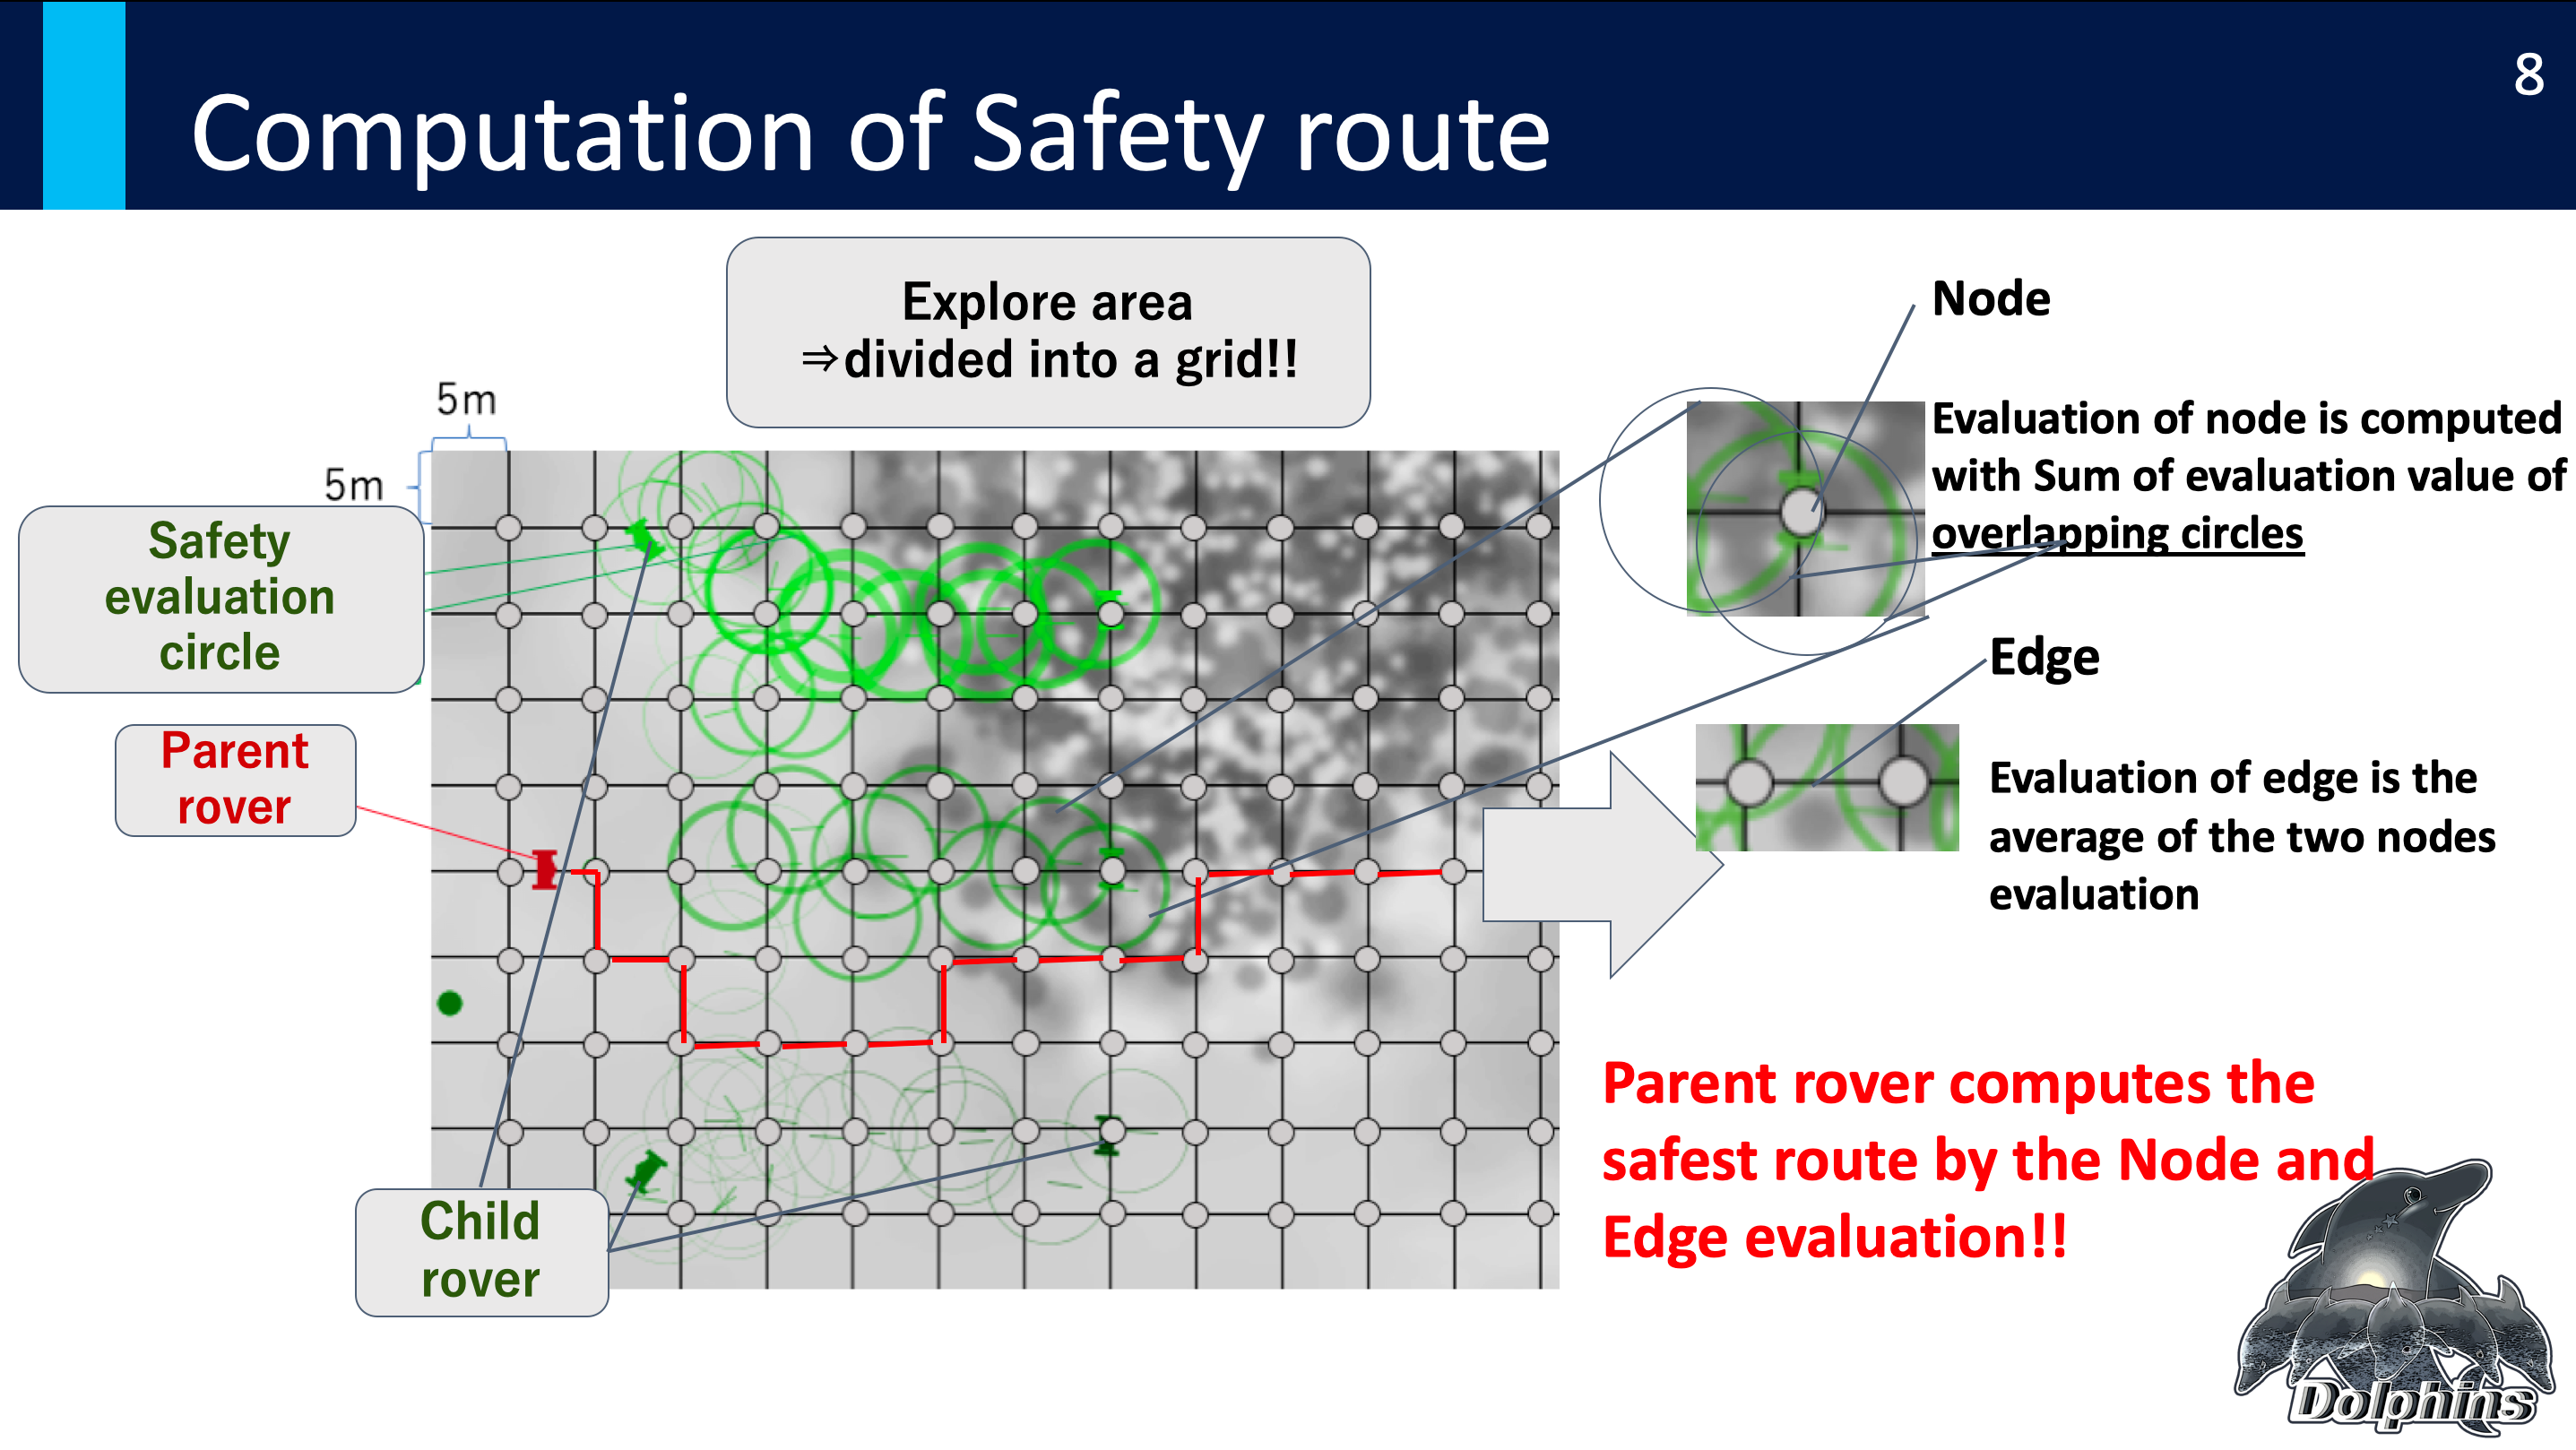 8
Computation of Safety route
Explore area
⇒divided into a grid!!
5m
5m
Safety
evaluation
circle
Parent
rover
Child
rover
Node
Evaluation of node is computed
with Sum of evaluation value of
overlapping circles
Edge
Evaluation of edge is the
average of the two nodes
evaluation
Parent rover computes the
safest route by the Node and
Edge evaluation!!
Dolphins